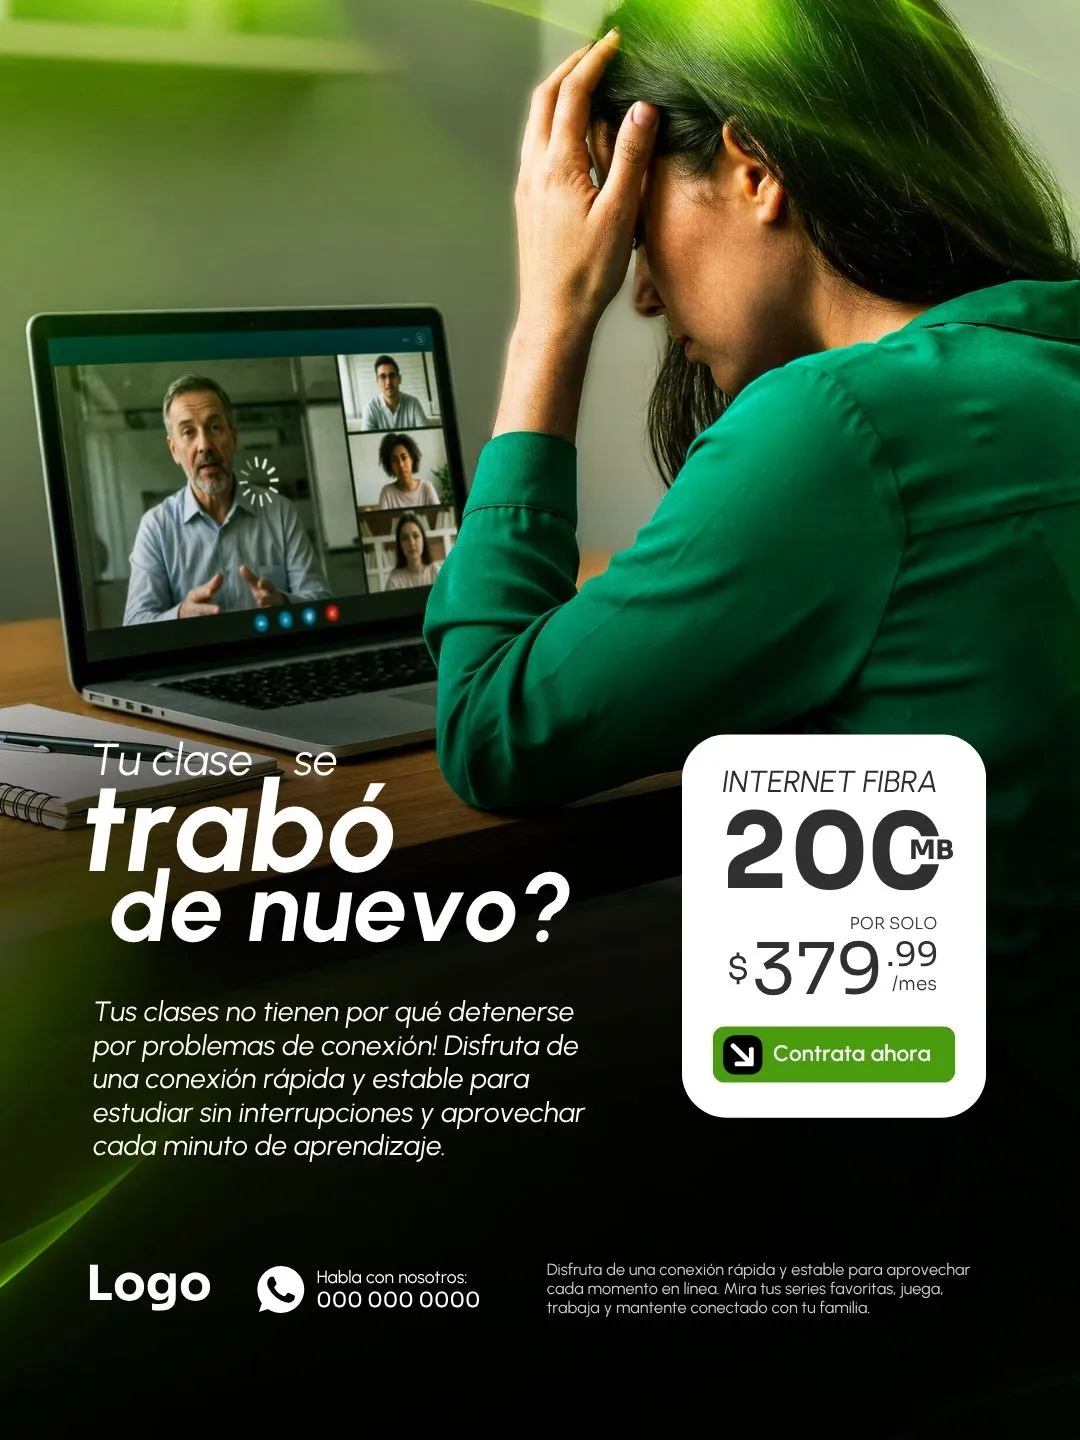 Tu clase se
trabó
de nuevo?
Tus clases no tienen por qué detenerse
por problemas de conexión! Disfruta de
una conexión rápida y estable para
estudiar sin interrupciones y aprovechar
cada minuto de aprendizaje.
INTERNET FIBRA
200 MB
POR SOLO
$379.99
/mes
Contrata ahora
Logo
Habla con nosotros:
000 000 0000
Disfruta de una conexión rápida y estable para aprovechar
cada momento en línea. Mira tus series favoritas, juega,
trabaja y mantente conectado con tu familia.